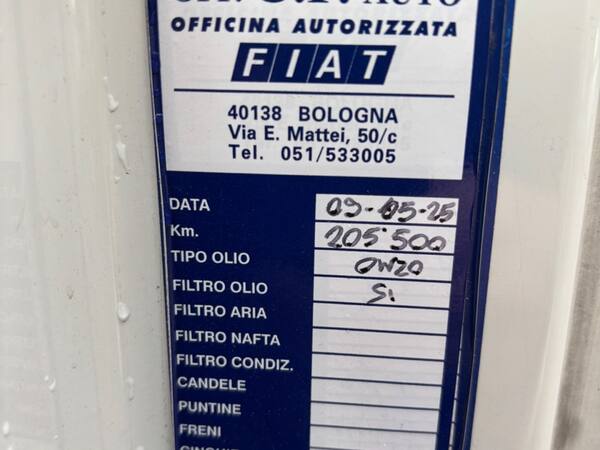 AUTO
OFFICINA AUTORIZZATA
FIAT
40138 BOLOGNA
Via E. Mattei, 50/c
Tel. 051/533005
DATA 09-05-25
Km. 205'500
TIPO OLIO 0W20
FILTRO OLIO Si
FILTRO ARIA
FILTRO NAFTA
FILTRO CONDIZ.
CANDELE
PUNTINE
FRENI